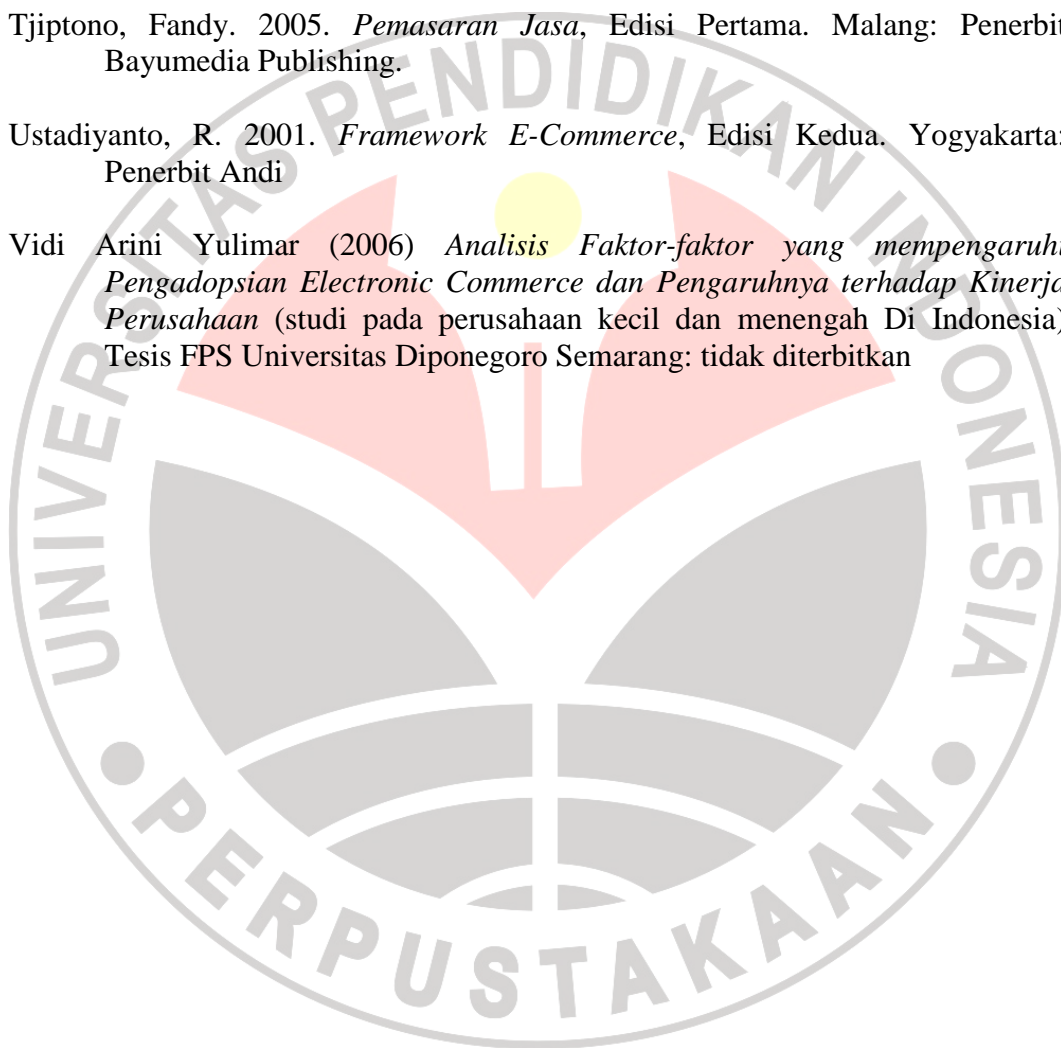 Tjiptono, Fandy. 2005. Pemasaran Jasa, Edisi Pertama. Malang: Penerbit
Bayumedia Publishing.
Ustadiyanto, R. 2001. Framework E-Commerce, Edisi Kedua. Yogyakarta:
Penerbit Andi
Vidi Arini Yulimar (2006) Analisis Faktor-faktor yang mempengaruhi
Pengadopsian Electronic Commerce dan Pengaruhnya terhadap Kinerja
Perusahaan (studi pada perusahaan kecil dan menengah Di Indonesia)
Tesis FPS Universitas Diponegoro Semarang: tidak diterbitkan
UNIVERSITAS PENDIDIKAN INDONESIA
PERPUSTAKAAN